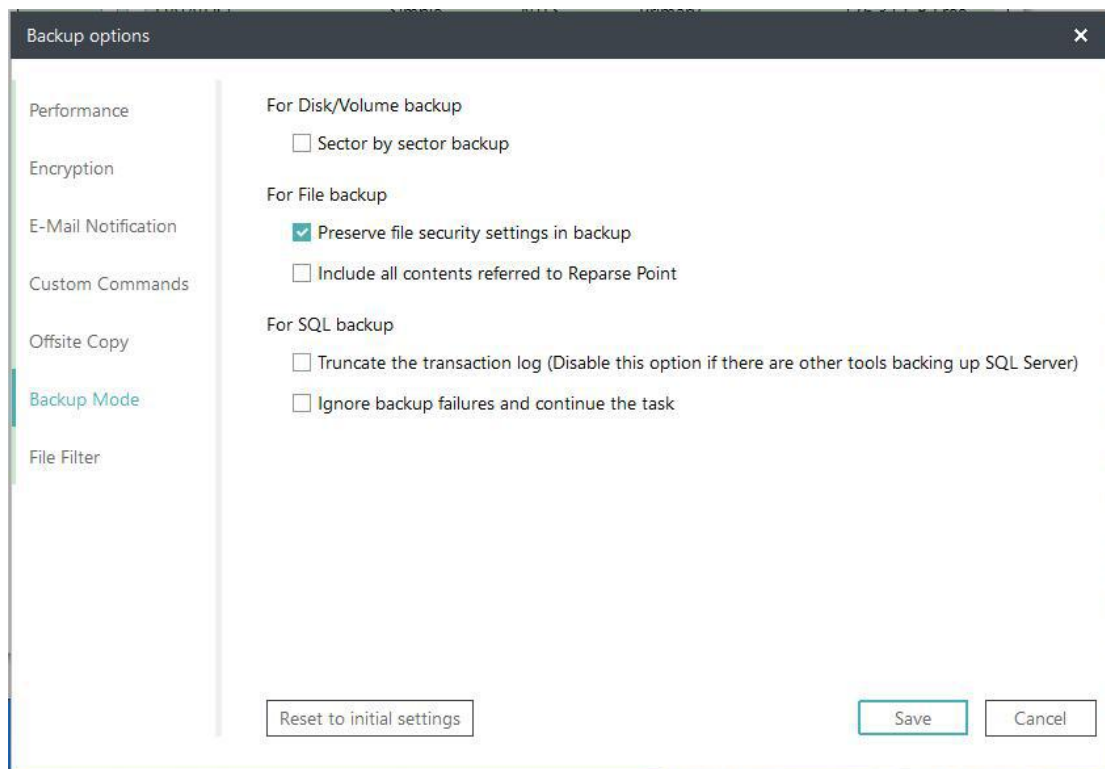 Backup options
Performance
Encryption
E-Mail Notification
Custom Commands
Offsite Copy
Backup Mode
File Filter
For Disk/Volume backup
Sector by sector backup
For File backup
Preserve file security settings in backup
Include all contents referred to Reparse Point
For SQL backup
Truncate the transaction log (Disable this option if there are other tools backing up SQL Server)
Ignore backup failures and continue the task
Reset to initial settings
Save
Cancel